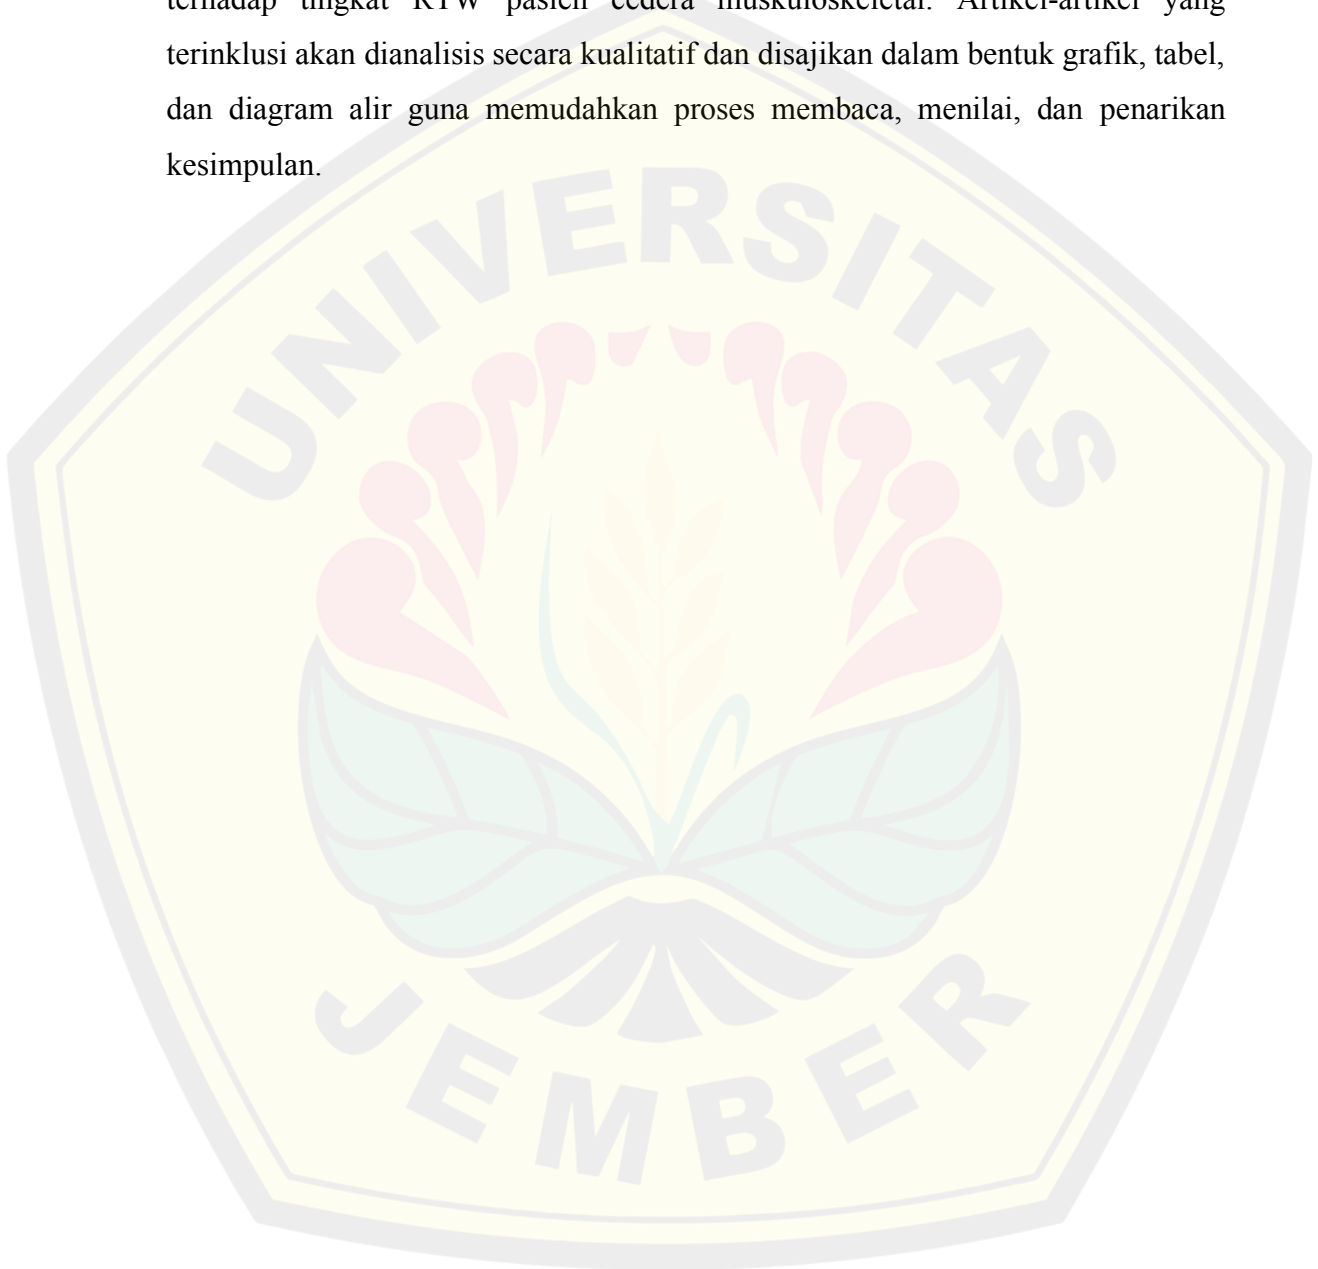 terhadap tingkat RTW pasien cedera muskuloskeletal. Artikel-artikel yang
terinklusi akan dianalisis secara kualitatif dan disajikan dalam bentuk grafik, tabel,
dan diagram alir guna memudahkan proses membaca, menilai, dan penarikan
kesimpulan.
UNIVERSITAS
JEMBER